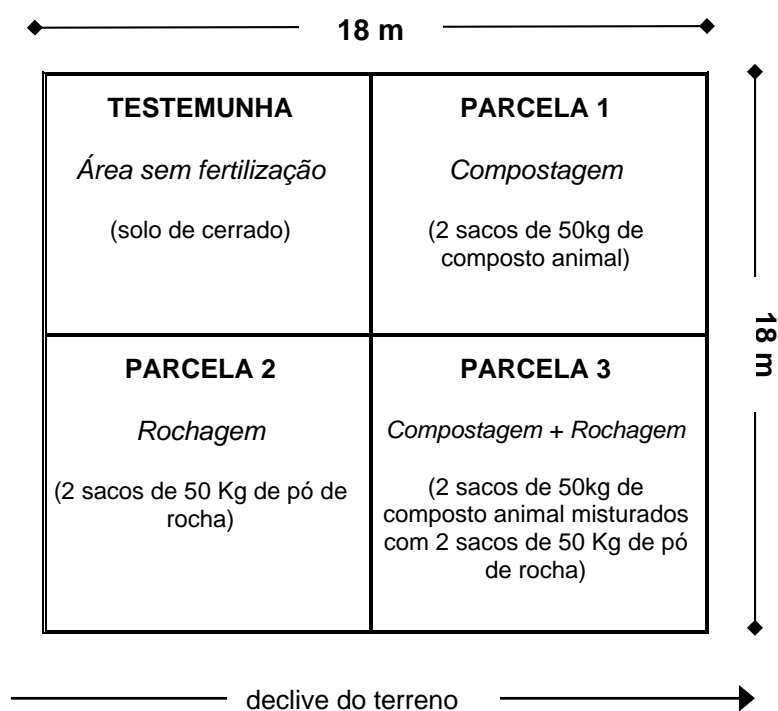 18 m
TESTEMUNHA
Área sem fertilização
(solo de cerrado)
PARCELA 1
Compostagem
(2 sacos de 50kg de
composto animal)
18 m
PARCELA 2
Rochagem
(2 sacos de 50 Kg de pó de
rocha)
PARCELA 3
Compostagem + Rochagem
(2 sacos de 50kg de
composto animal misturados
com 2 sacos de 50 Kg de pó
de rocha)
declive do terreno